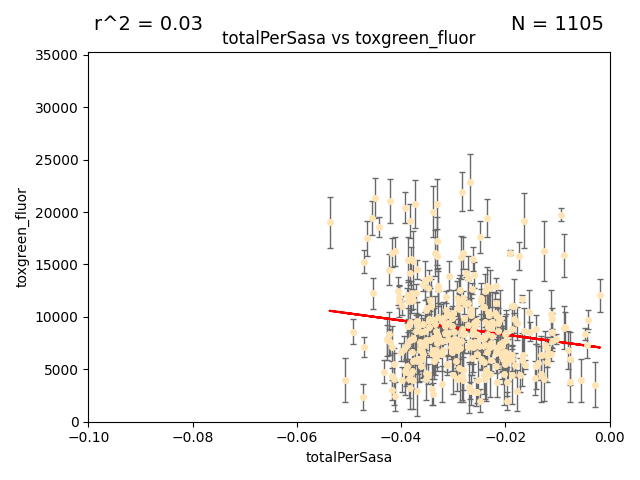 r^2 = 0.03
N = 1105
totalPerSasa vs toxgreen_fluor
35000
30000
25000
20000
15000
10000
5000
0
toxgreen_fluor
−0.10
−0.08
−0.06
−0.04
−0.02
0.00
totalPerSasa